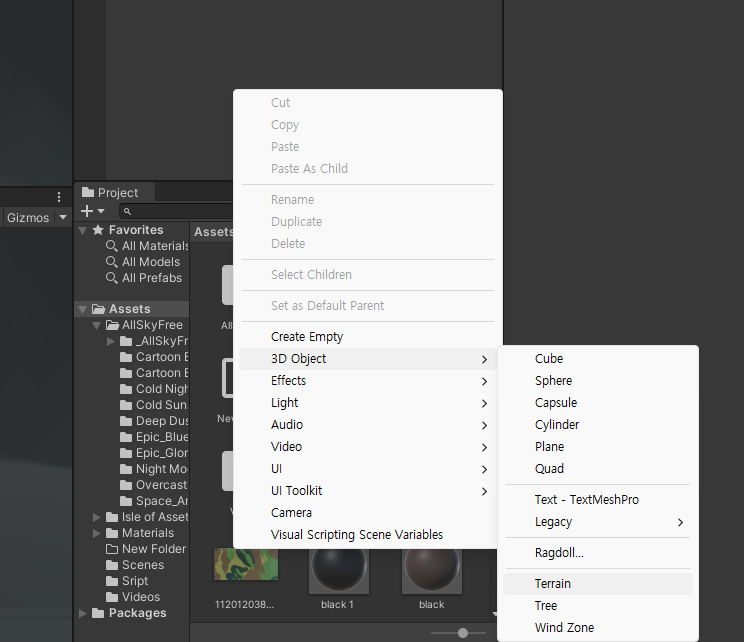 Cut
Copy
Paste
Paste As Child
Rename
Duplicate
Delete
Select Children
Set as Default Parent
Create Empty
3D Object
Effects
Light
Audio
Video
UI
UI Toolkit
Camera
Visual Scripting Scene Variables
Cube
Sphere
Capsule
Cylinder
Plane
Quad
Text - TextMeshPro
Legacy
Ragdoll...
Terrain
Tree
Wind Zone
Gizmos
Project
Favorites
All Materials
All Models
All Prefabs
Assets
AllSkyFree
_AllSkyFr
Cartoon B
Cartoon B
Cold Nigh
Cold Sun
Deep Dus
Epic_Blue
Epic_Glor
Night Mo
Overcast
Space_An
Isle of Asset
Materials
New Folder
Scenes
Sript
Videos
Packages
Assets
All
New
V
112012038...
black 1
black